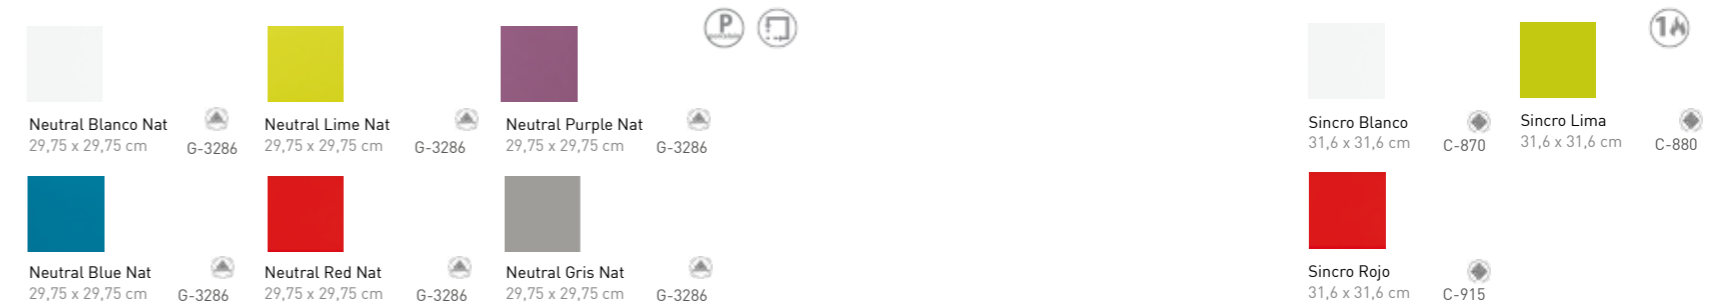 P
1
Neutral Blanco Nat
29,75 x 29,75 cm
G-3286
Neutral Lime Nat
29,75 x 29,75 cm
G-3286
Neutral Purple Nat
29,75 x 29,75 cm
G-3286
Sincro Blanco
31,6 x 31,6 cm
C-870
Sincro Lima
31,6 x 31,6 cm
C-880
Neutral Blue Nat
29,75 x 29,75 cm
G-3286
Neutral Red Nat
29,75 x 29,75 cm
G-3286
Neutral Gris Nat
29,75 x 29,75 cm
G-3286
Sincro Rojo
31,6 x 31,6 cm
C-915